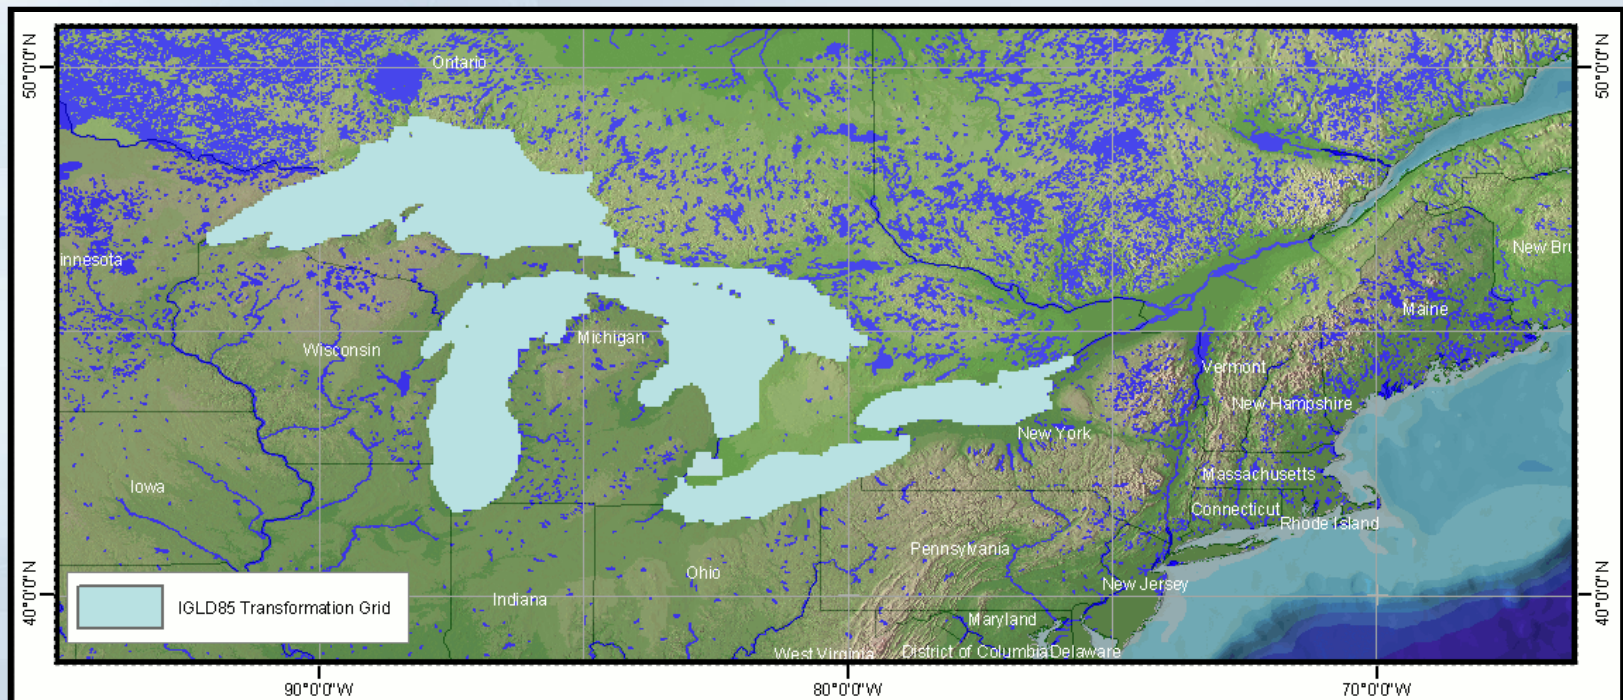 50°0'0"N
50°0'0"N
Ontario
innesota
New Bru
Maine
Wisconsin
Michigan
Vermont
New Hampshire
New York
Iowa
Massachusetts
Connecticut
Rhode Island
Pennsylvania
Ohio
New Jersey
40°0'0"N
40°0'0"N
Indiana
IGLD85 Transformation Grid
Maryland
West Virginia
District of Columbia
Delaware
90°0'0"W
80°0'0"W
70°0'0"W